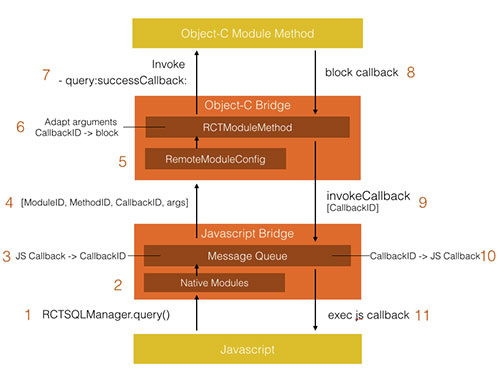 Object-C Module Method
7
Invoke
- query:successCallback:
block callback 8
Object-C Bridge
6
Adapt arguments
CallbackID -> block
RCTModuleMethod
5
RemoteModuleConfig
4
[ModuleID, MethodID, CallbackID, args]
invokeCallback
[CallbackID]
9
Javascript Bridge
3 JS Callback -> CallbackID
Message Queue
CallbackID -> JS Callback 10
2
Native Modules
1 RCTSQLManager.query()
exec js callback 11
Javascript